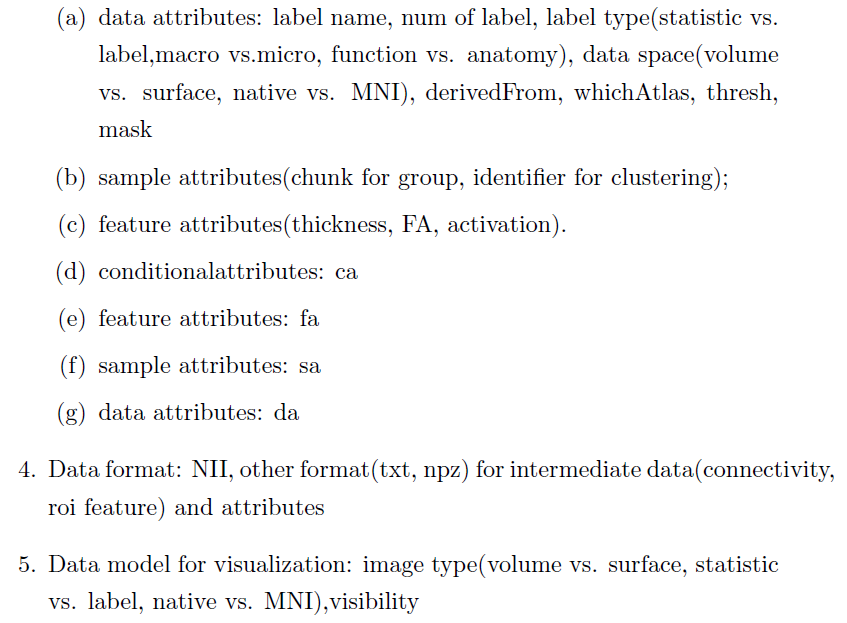 (a) data attributes: label name, num of label, label type(statistic vs.
label,macro vs.micro, function vs. anatomy), data space(volume
vs. surface, native vs. MNI), derivedFrom, whichAtlas, thresh,
mask
(b) sample attributes(chunk for group, identifier for clustering);
(c) feature attributes(thickness, FA, activation).
(d) conditionalattributes: ca
(e) feature attributes: fa
(f) sample attributes: sa
(g) data attributes: da
4. Data format: NII, other format(txt, npz) for intermediate data(connectivity,
roi feature) and attributes
5. Data model for visualization: image type(volume vs. surface, statistic
vs. label, native vs. MNI),visibility